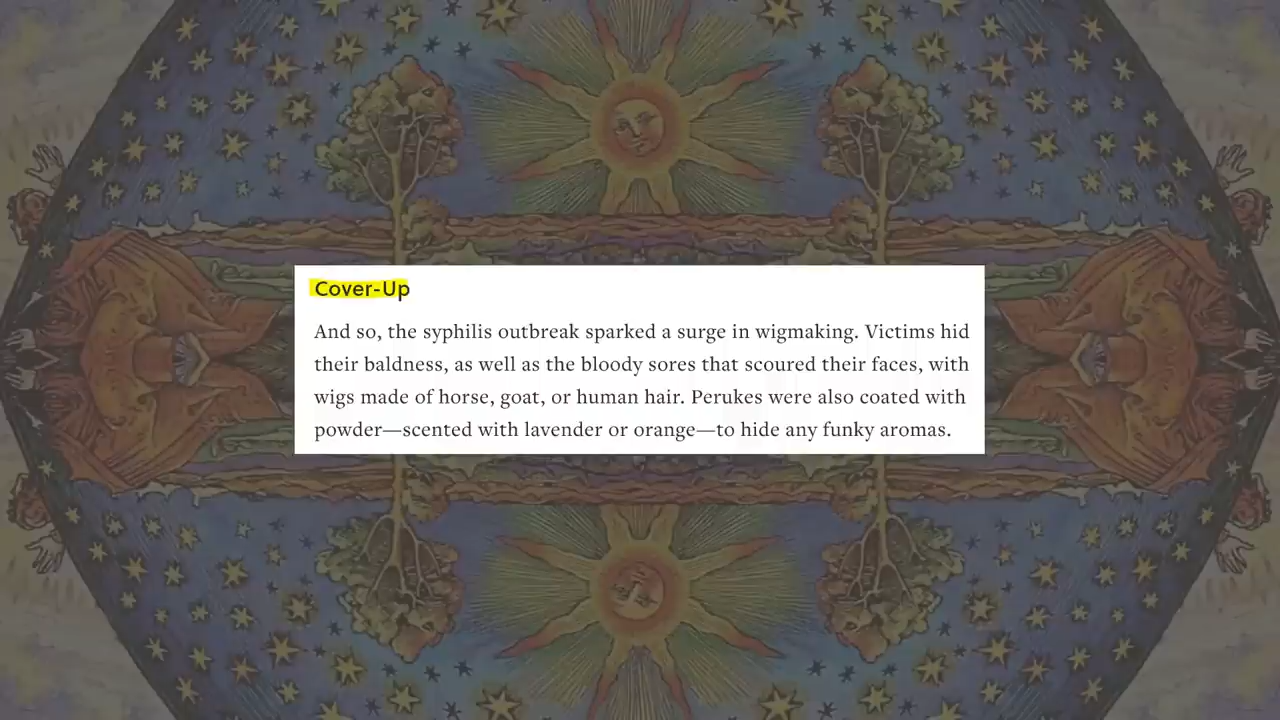 Cover-Up
And so, the syphilis outbreak sparked a surge in wigmaking. Victims hid
their baldness, as well as the bloody sores that scoured their faces, with
wigs made of horse, goat, or human hair. Perukes were also coated with
powder—scented with lavender or orange—to hide any funky aromas.